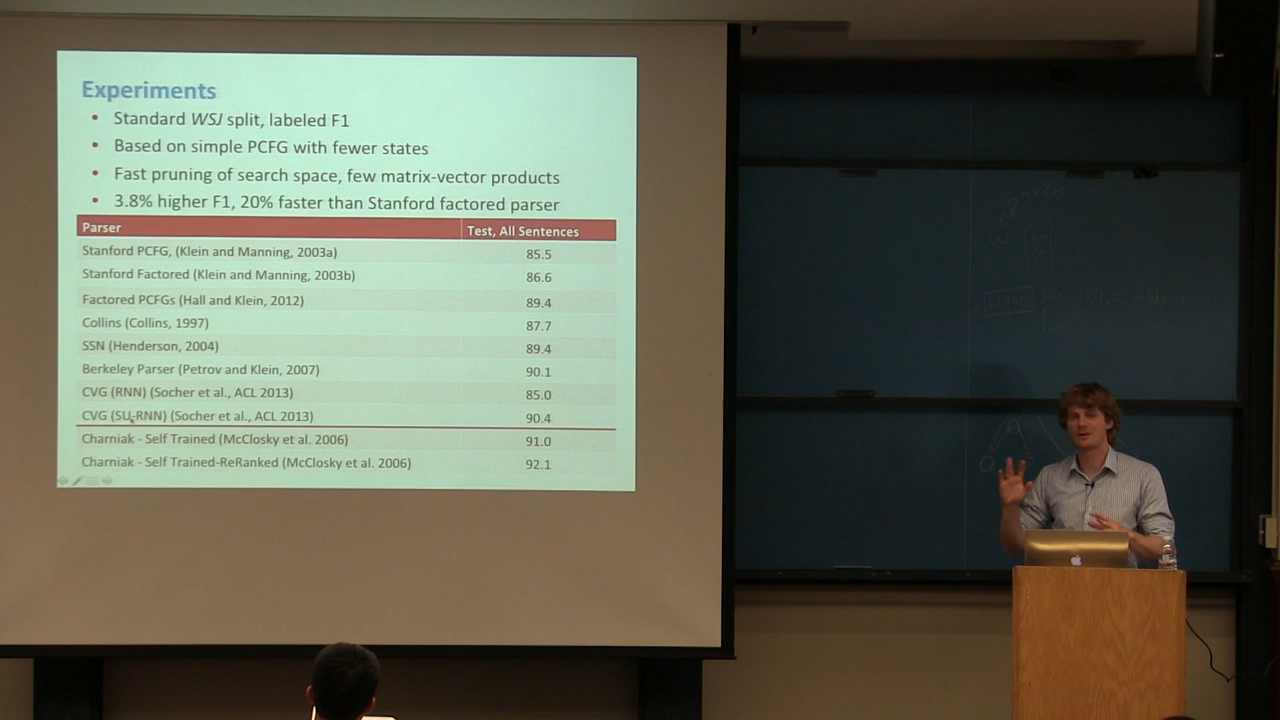 Experiments
• Standard WSJ split, labeled F1
• Based on simple PCFG with fewer states
• Fast pruning of search space, few matrix-vector products
• 3.8% higher F1, 20% faster than Stanford factored parser
Parser Test, All Sentences
Stanford PCFG, (Klein and Manning, 2003a) 85.5
Stanford Factored (Klein and Manning, 2003b) 86.6
Factored PCFGs (Hall and Klein, 2012) 89.4
Collins (Collins, 1997) 87.7
SSN (Henderson, 2004) 89.4
Berkeley Parser (Petrov and Klein, 2007) 90.1
CVG (RNN) (Socher et al., ACL 2013) 85.0
CVG (SU-RNN) (Socher et al., ACL 2013) 90.4
Charniak - Self Trained (McClosky et al. 2006) 91.0
Charniak - Self Trained-ReRanked (McClosky et al. 2006) 92.1